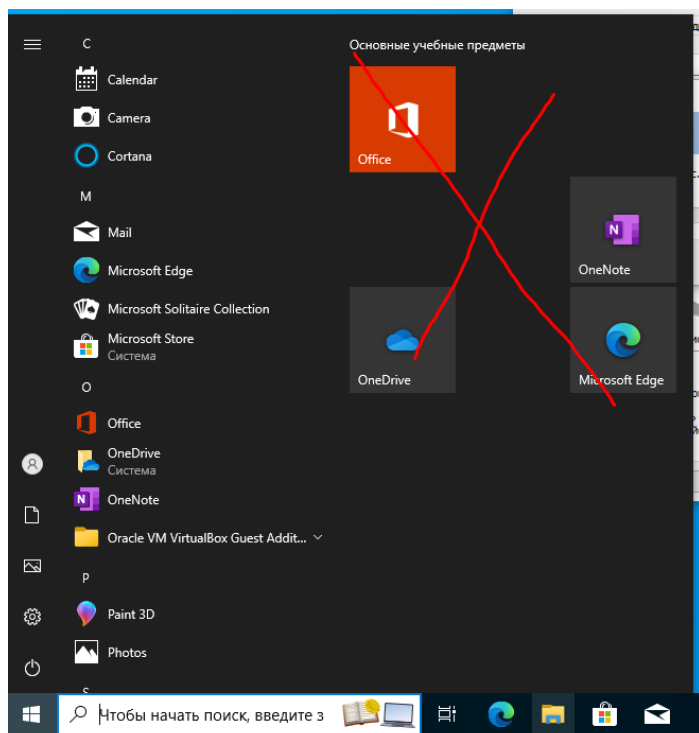 C
Основные учебные предметы
Calendar
Camera
Cortana
Office
M
Mail
Microsoft Edge
OneNote
Microsoft Solitaire Collection
Microsoft Store
Система
OneDrive
Microsoft Edge
O
Office
OneDrive
Система
OneNote
Oracle VM VirtualBox Guest Addit...
P
Paint 3D
Photos
Чтобы начать поиск, введите з